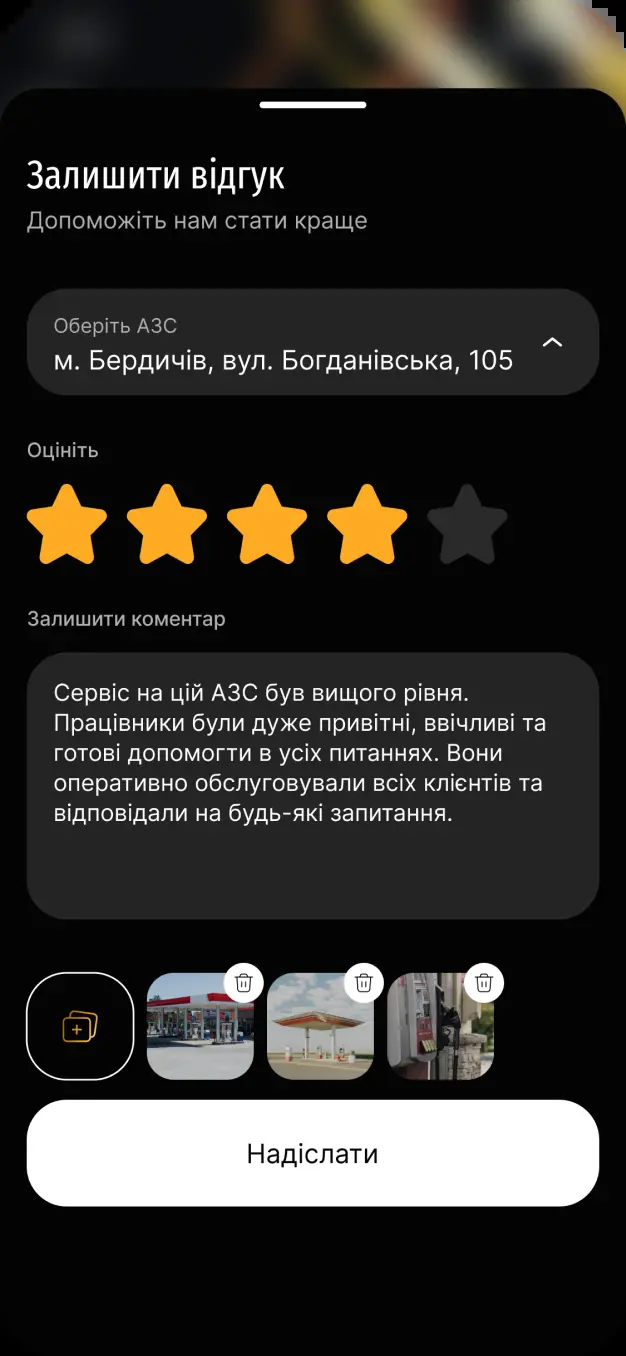 Залишити відгук
Допоможіть нам стати краще
Оберіть АЗС
м. Бердичів, вул. Богданівська, 105
Оцініть
Залишити коментар
Сервіс на цій АЗС був вищого рівня.
Працівники були дуже привітні, ввічливі та
готові допомогти в усіх питаннях. Вони
оперативно обслуговували всіх клієнтів та
відповідали на будь-які запитання.
Надіслати